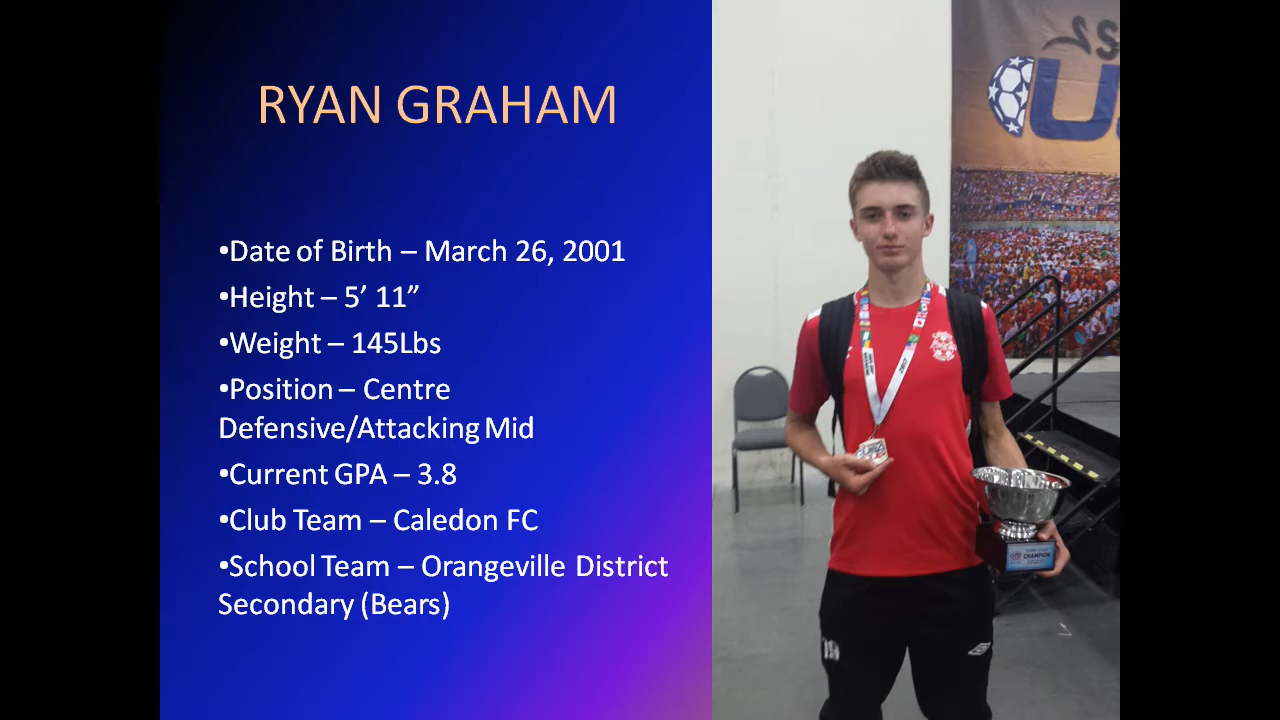 RYAN GRAHAM
•Date of Birth – March 26, 2001
•Height – 5’ 11”
•Weight – 145Lbs
•Position – Centre
Defensive/Attacking Mid
•Current GPA – 3.8
•Club Team – Caledon FC
•School Team – Orangeville District
Secondary (Bears)
CHAMPION